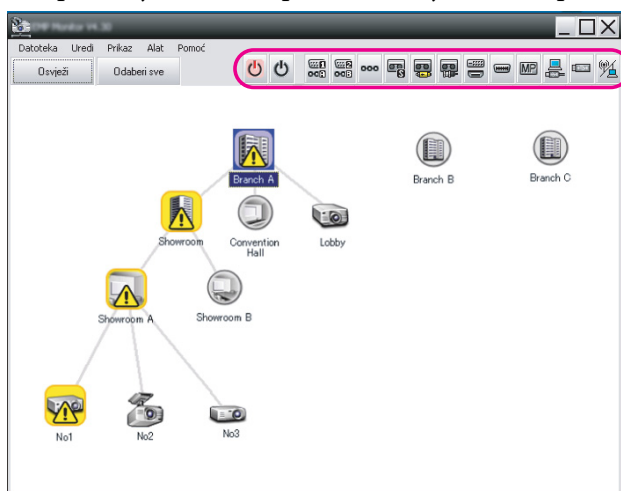 Datoteka Uredi Prikaz Alat Pomoć
Osvježi Odaberi sve
MP
Branch A
Branch B
Branch C
Showroom
Convention
Hall
Lobby
Showroom A
Showroom B
No1
No2
No3